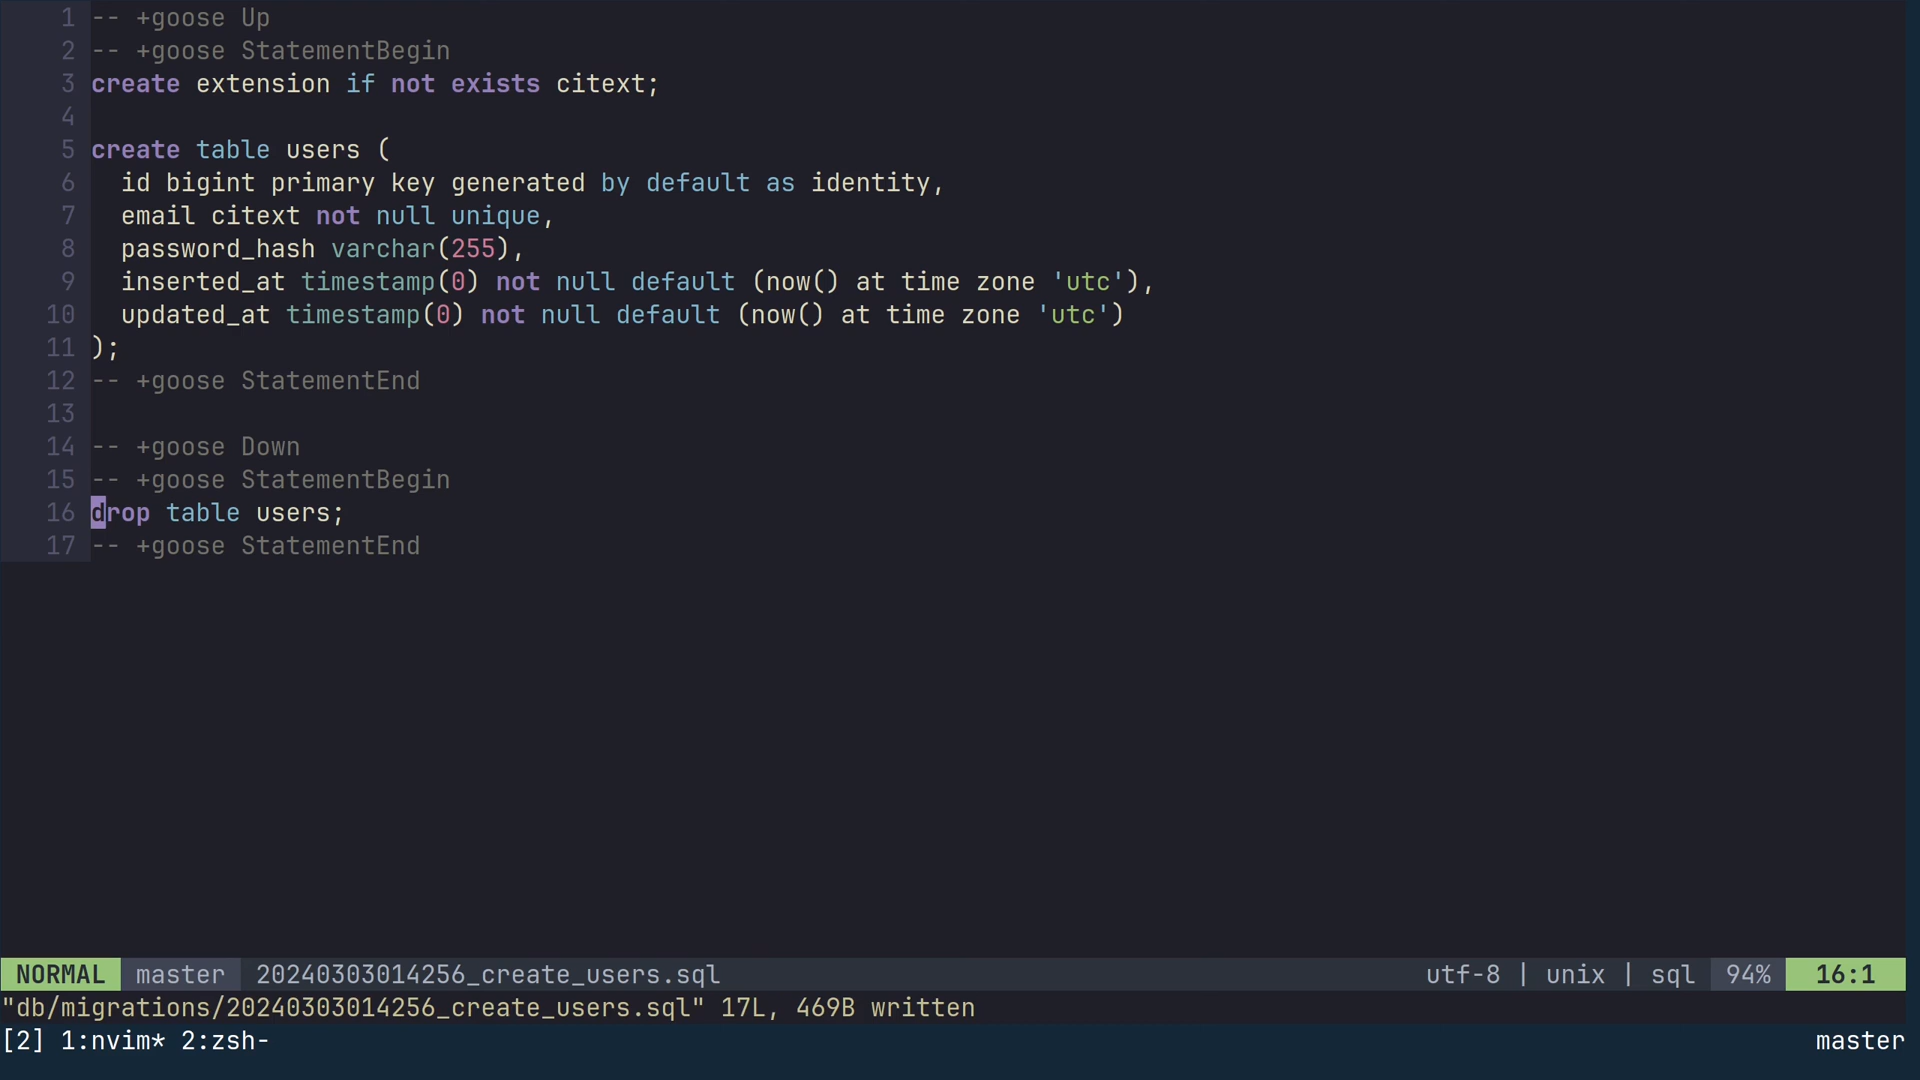 1 -- +goose Up
2 -- +goose StatementBegin
3 create extension if not exists citext;
4
5 create table users (
6   id bigint primary key generated by default as identity,
7   email citext not null unique,
8   password_hash varchar(255),
9   inserted_at timestamp(0) not null default (now() at time zone 'utc'),
10   updated_at timestamp(0) not null default (now() at time zone 'utc')
11 );
12 -- +goose StatementEnd
13
14 -- +goose Down
15 -- +goose StatementBegin
16 drop table users;
17 -- +goose StatementEnd
NORMAL master 20240303014256_create_users.sql utf-8 | unix | sql 94% 16:1
"db/migrations/20240303014256_create_users.sql" 17L, 469B written
[2] 1:nvim* 2:zsh- master